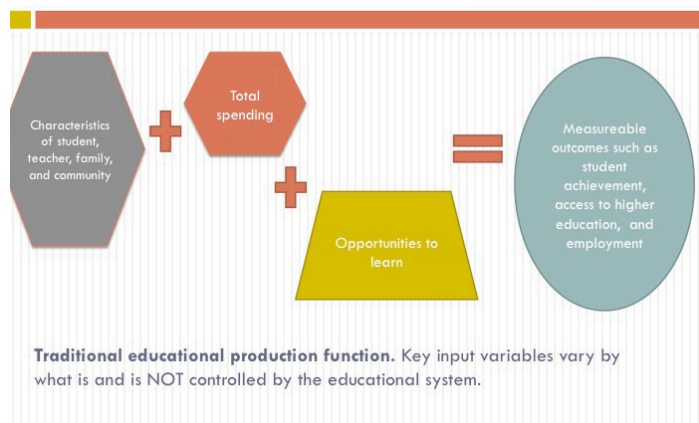 Characteristics
of student,
teacher, family,
and community
Total
spending
Opportunities to
learn
Measureable
outcomes such as
student
achievement,
access to higher
education, and
employment
Traditional educational production function. Key input variables vary by
what is and is NOT controlled by the educational system.